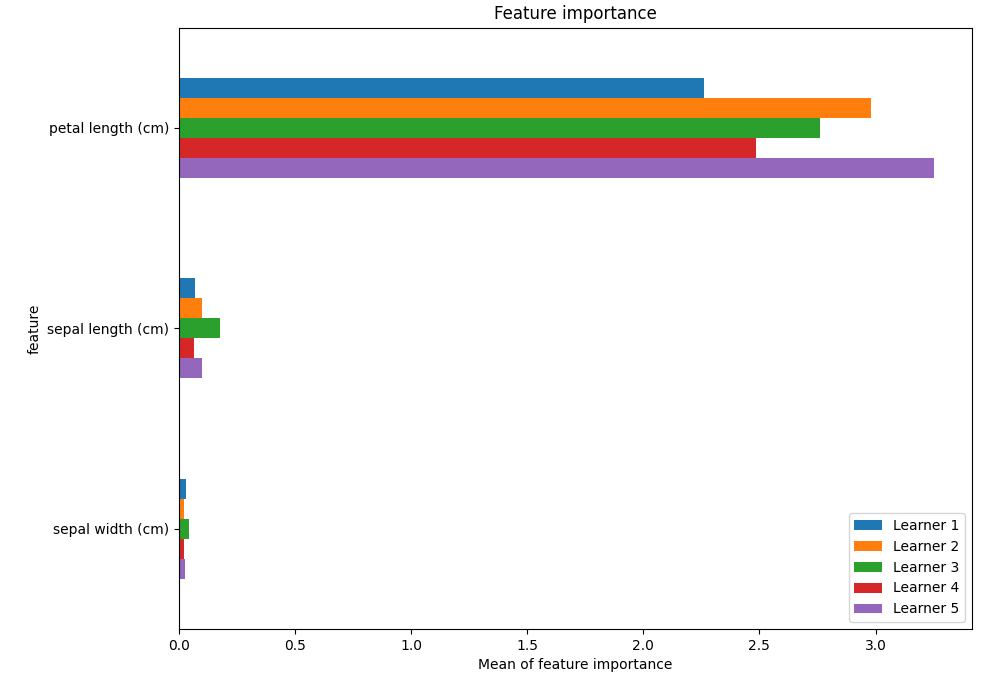 Feature importance
petal length (cm)
sepal length (cm)
sepal width (cm)
feature
Learner 1
Learner 2
Learner 3
Learner 4
Learner 5
0.0 0.5 1.0 1.5 2.0 2.5 3.0
Mean of feature importance